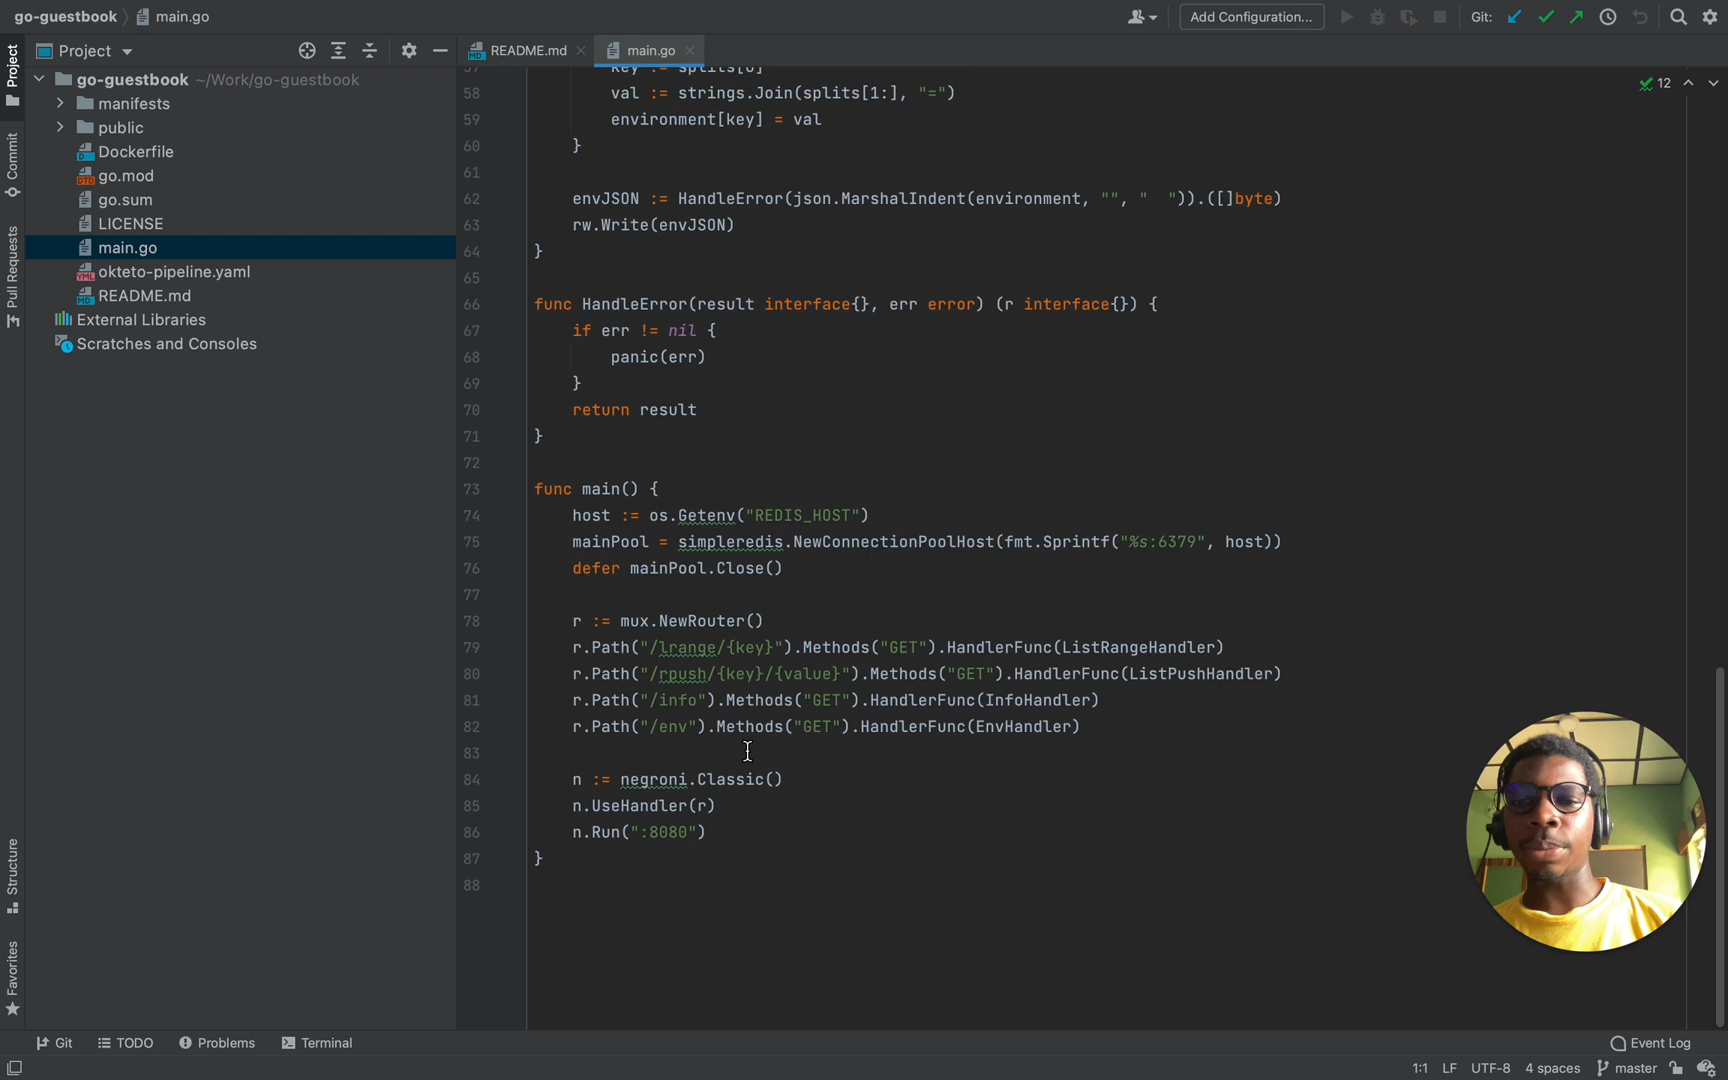 go-guestbook
main.go
Add Configuration...
Git:
Project
README.md
main.go
go-guestbook ~/Work/go-guestbook
manifests
public
Dockerfile
go.mod
go.sum
LICENSE
main.go
okteto-pipeline.yaml
README.md
External Libraries
Scratches and Consoles
Project
Commit
Pull Requests
Structure
Favorites
12
58 val := strings.Join(splits[1:], "=")
59 environment[key] = val
60 }
61
62 envJSON := HandleError(json.MarshalIndent(environment, "", "  ")).([]byte)
63 rw.Write(envJSON)
64 }
65
66 func HandleError(result interface{}, err error) (r interface{}) {
67 if err != nil {
68 panic(err)
69 }
70 return result
71 }
72
73 func main() {
74 host := os.Getenv("REDIS_HOST")
75 mainPool = simpleredis.NewConnectionPoolHost(fmt.Sprintf("%s:6379", host))
76 defer mainPool.Close()
77
78 r := mux.NewRouter()
79 r.Path("/lrange/{key}").Methods("GET").HandlerFunc(ListRangeHandler)
80 r.Path("/rpush/{key}/{value}").Methods("GET").HandlerFunc(ListPushHandler)
81 r.Path("/info").Methods("GET").HandlerFunc(InfoHandler)
82 r.Path("/env").Methods("GET").HandlerFunc(EnvHandler)
83
84 n := negroni.Classic()
85 n.UseHandler(r)
86 n.Run(":8080")
87 }
88
Git
TODO
Problems
Terminal
Event Log
1:1 LF UTF-8 4 spaces master